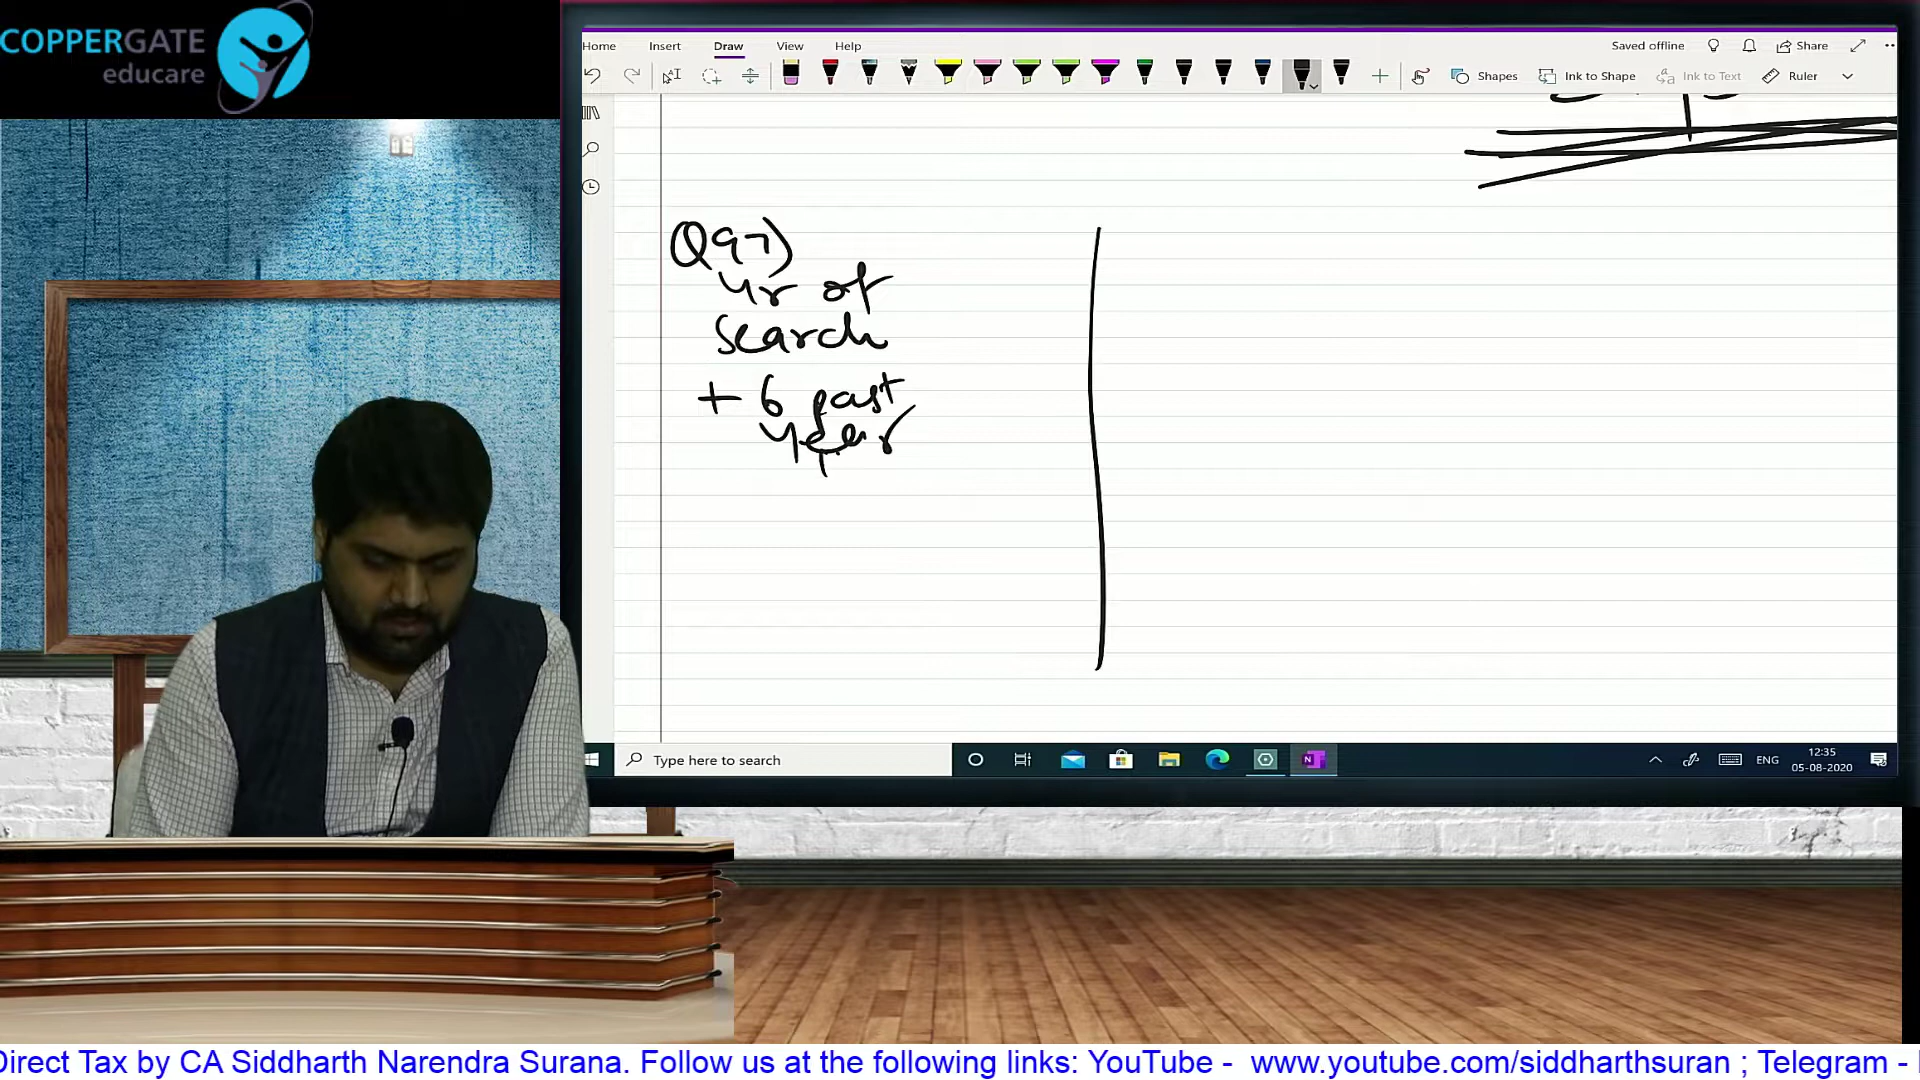 COPPERGATE
educare
Home Insert Draw View Help
Saved offline
Share
Shapes
Ink to Shape
Ink to Text
Ruler
Q97)
yr of
search
+ 6 past
year
Type here to search
N
ENG
12:35
05-08-2020
Direct Tax by CA Siddharth Narendra Surana. Follow us at the following links: YouTube - www.youtube.com/siddharthsuran ; Telegram -